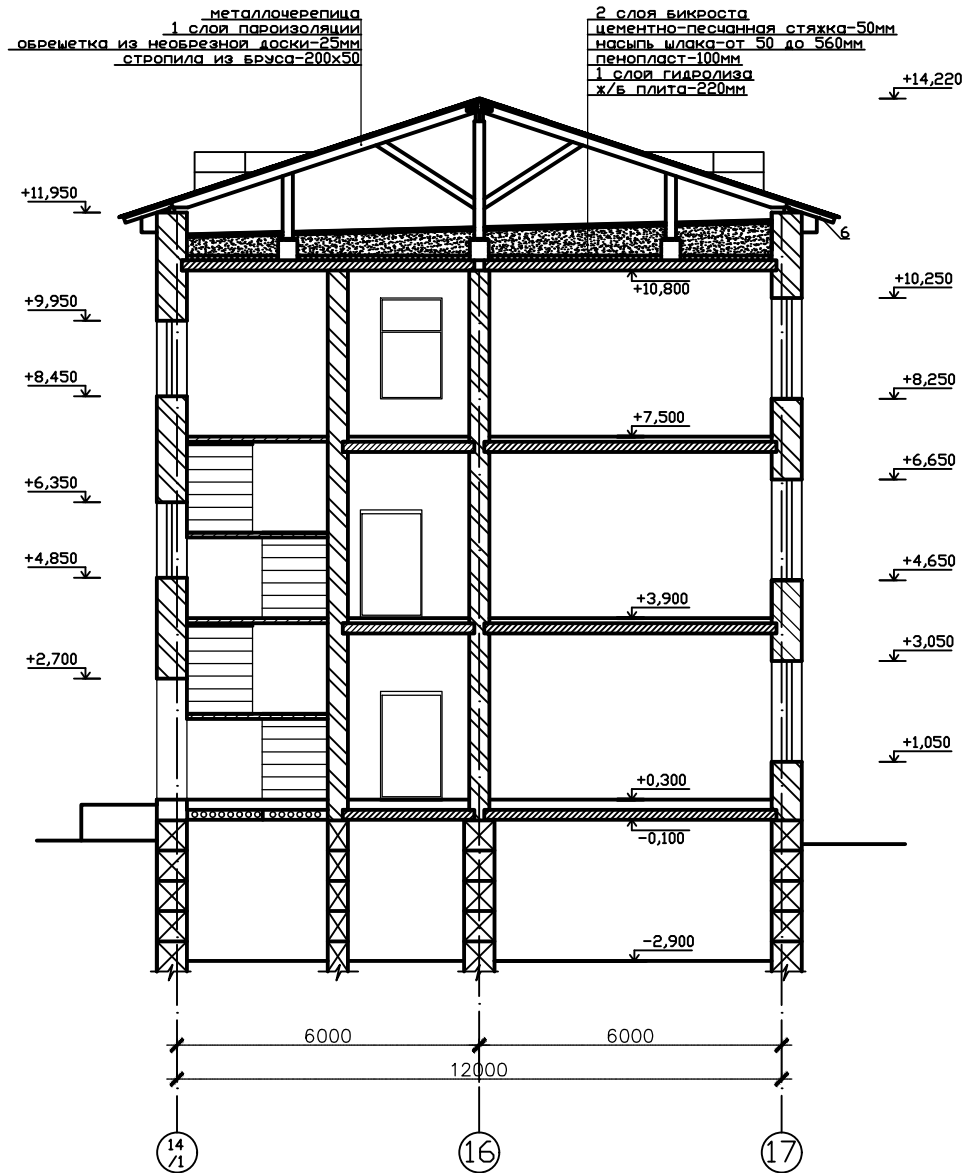 металлочерепица
1 слой пароизоляции
обрешетка из необрезной доски-25мм
стропила из бруса-200х50
2 слоя бикроста
цементно-песчанная стяжка-50мм
насыпь шлака-от 50 до 560мм
пенопласт-100мм
1 слой гидролиза
ж/б плита-220мм
+14,220
+11,950
6
+10,800
+10,250
+9,950
+8,450
+8,250
+7,500
+6,650
+6,350
+4,850
+4,650
+3,900
+3,050
+2,700
+1,050
+0,300
-0,100
-2,900
6000
6000
12000
14
/1
16
17